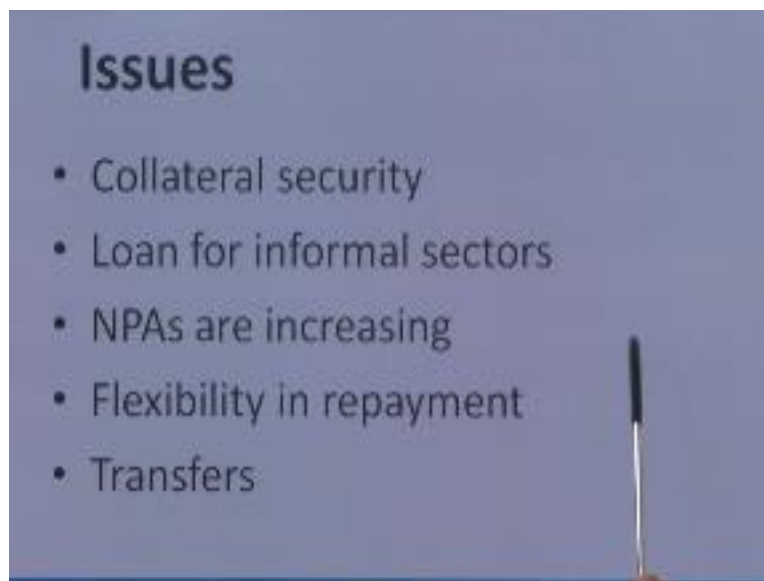 Issues
• Collateral security
• Loan for informal sectors
• NPAs are increasing
• Flexibility in repayment
• Transfers